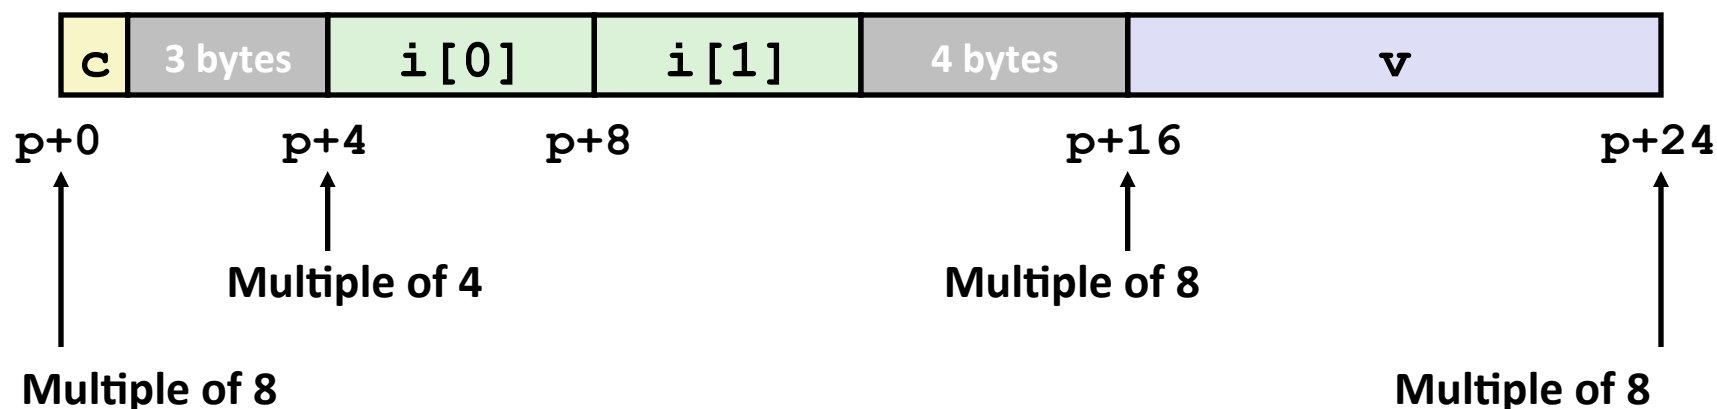 c 3 bytes i[0] i[1] 4 bytes v
p+0 p+4 p+8 p+16 p+24
Multiple of 4 Multiple of 8
Multiple of 8 Multiple of 8